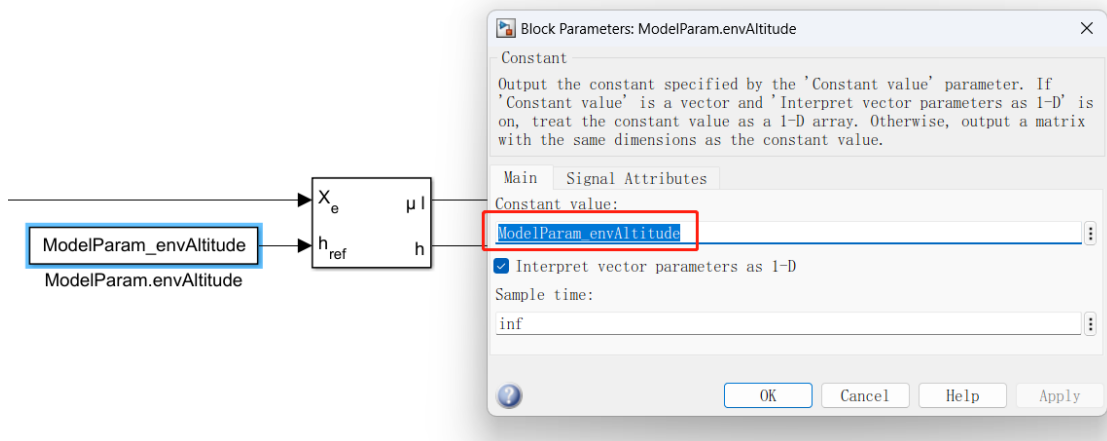 Block Parameters: ModelParam.envAltitude
Constant
Output the constant specified by the 'Constant value' parameter. If
'Constant value' is a vector and 'Interpret vector parameters as 1-D' is
on, treat the constant value as a 1-D array. Otherwise, output a matrix
with the same dimensions as the constant value.
Main Signal Attributes
Constant value:
ModelParam_envAltitude
Interpret vector parameters as 1-D
Sample time:
inf
OK Cancel Help Apply
Xe μ l
ModelParam_envAltitude href h
ModelParam.envAltitude